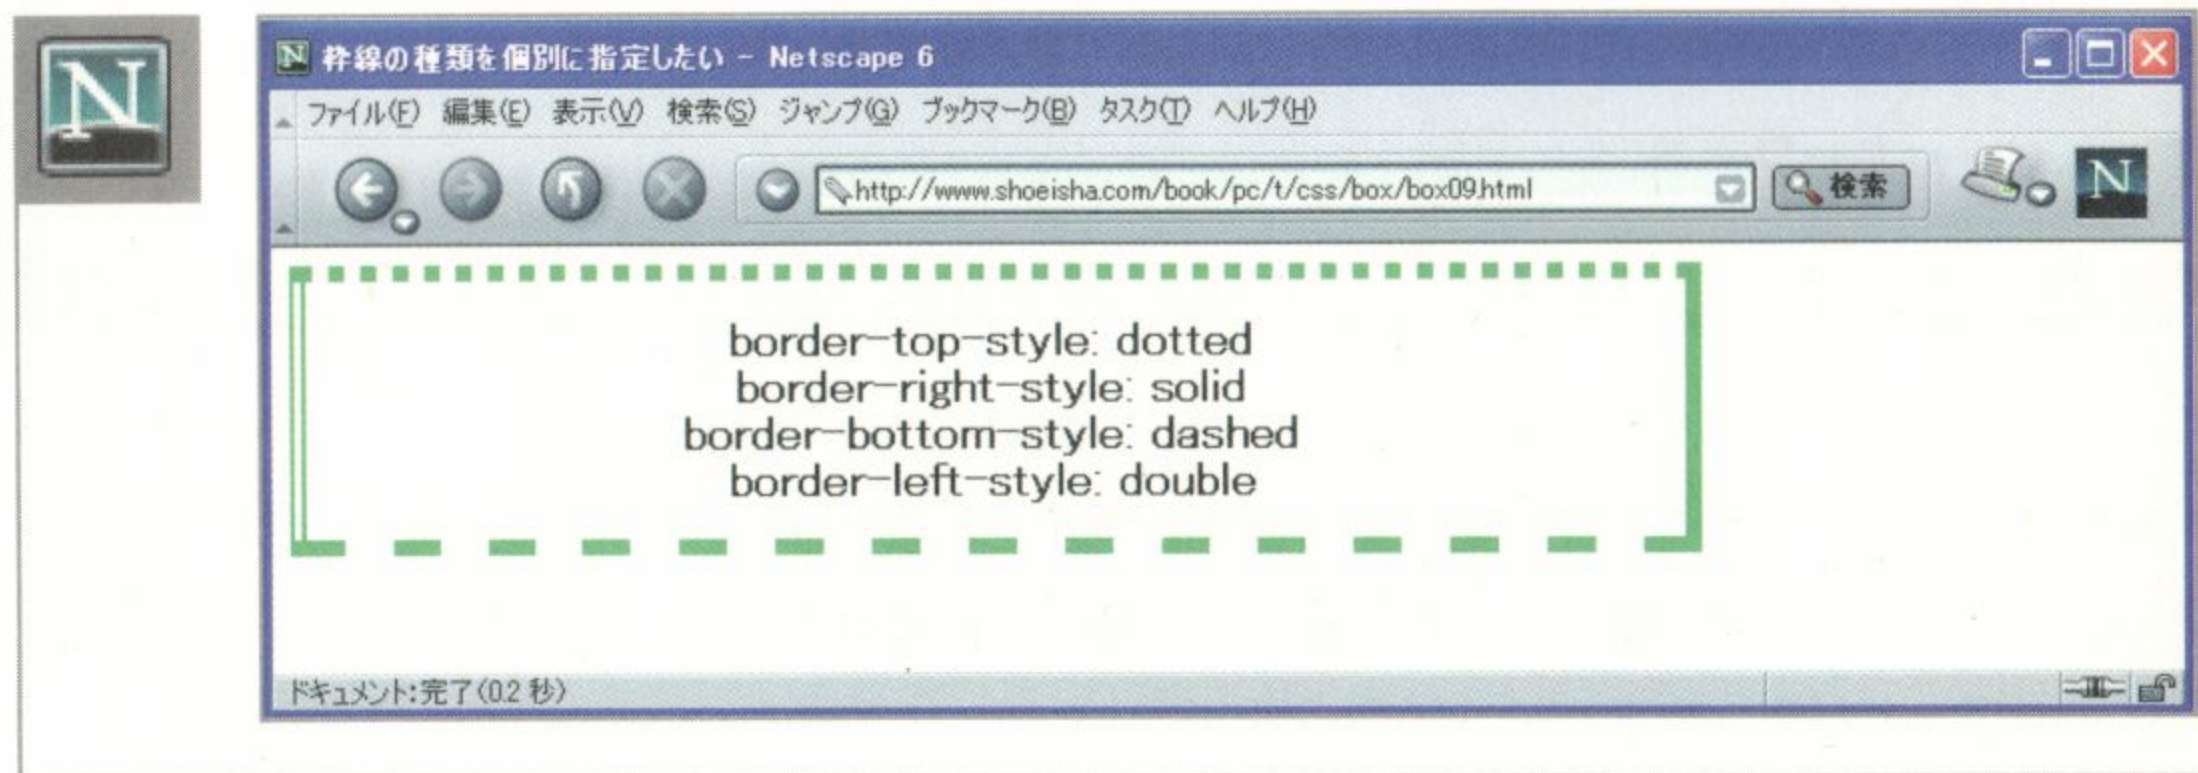 N
枠線の種類を個別に指定したい - Netscape 6
ファイル(F) 編集(E) 表示(V) 検索(S) ジャンプ(G) ブックマーク(B) タスク(T) ヘルプ(H)
http://www.shoeisha.com/book/pc/t/css/box/box09.html 検索 N
border-top-style: dotted
border-right-style: solid
border-bottom-style: dashed
border-left-style: double
ドキュメント:完了(0.2 秒)